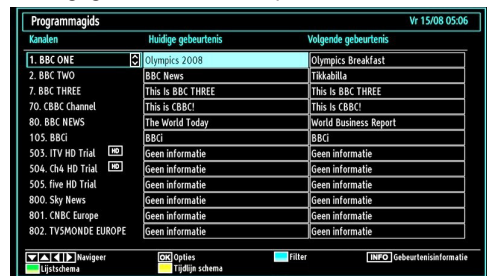 Programmagids Vr 15/08 05:06
Kanalen Huidige gebeurtenis Volgende gebeurtenis
1. BBC ONE Olympics 2008 Olympics Breakfast
2. BBC TWO BBC News Tikkabilla
7. BBC THREE This Is BBC THREE This Is BBC THREE
70. CBBC Channel This is CBBC! This Is CBBC!
80. BBC NEWS The World Today World Business Report
105. BBCi BBCi BBCi
503. ITV HD Trial HD Geen informatie Geen informatie
504. Ch4 HD Trial HD Geen informatie Geen informatie
505. five HD Trial Geen informatie Geen informatie
800. Sky News Geen informatie Geen informatie
801. CNBC Europe Geen informatie Geen informatie
802. TV5MONDE EUROPE Geen informatie Geen informatie
Navigeer OK Opties Filter INFO Gebeurtenisinformatie
Lijstschema Tijdlijn schema